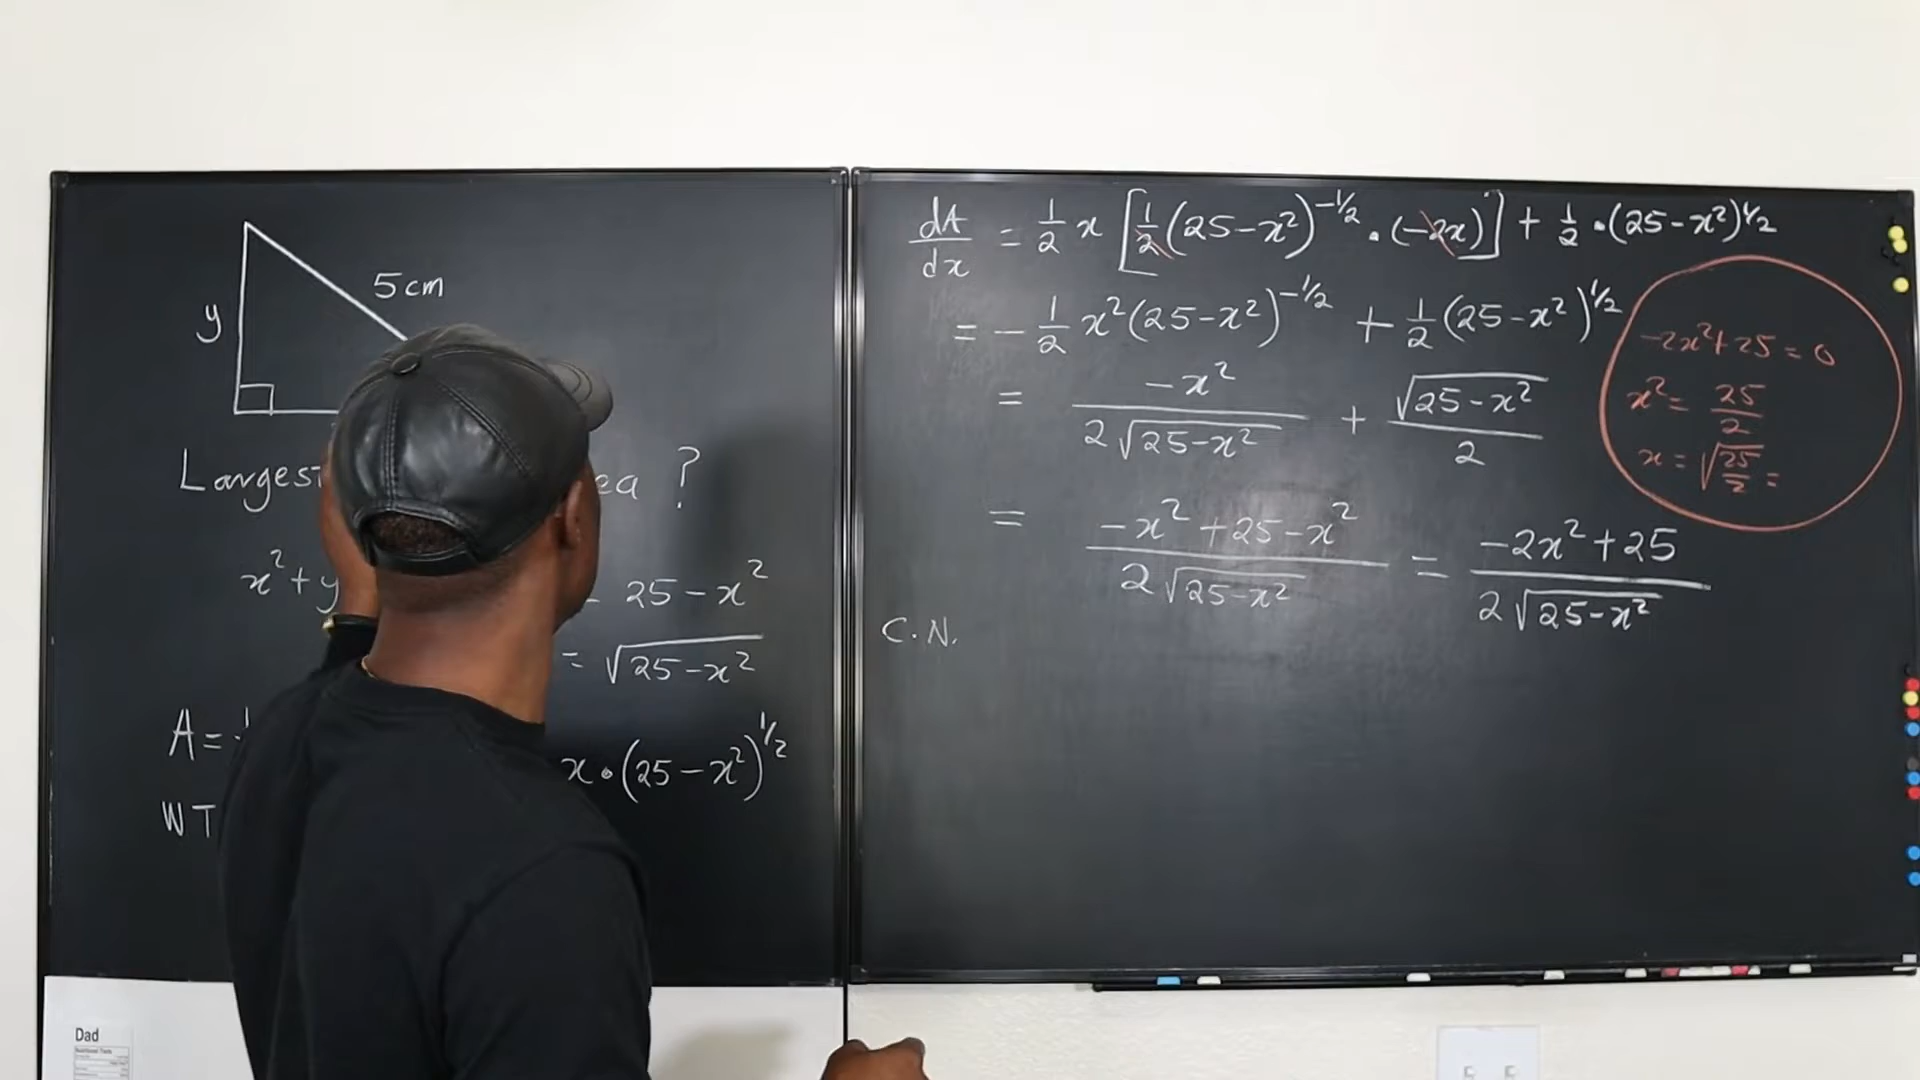 y
5cm
Larges ea ?
x²+y 25-x²
= √(25-x²)
A= x•(25-x²)^1/2
WT
dA/dx = 1/2 x [1/2 (25-x²)^-1/2 • (-2x)] + 1/2 •(25-x²)^1/2
= -1/2 x²(25-x²)^-1/2 + 1/2 (25-x²)^1/2
= -x²/(2√(25-x²)) + √(25-x²)/2
= (-x²+25-x²)/(2√(25-x²)) = (-2x²+25)/(2√(25-x²))
C.N.
-2x²+25=0
x²= 25/2
x=√(25/2) =
Dad